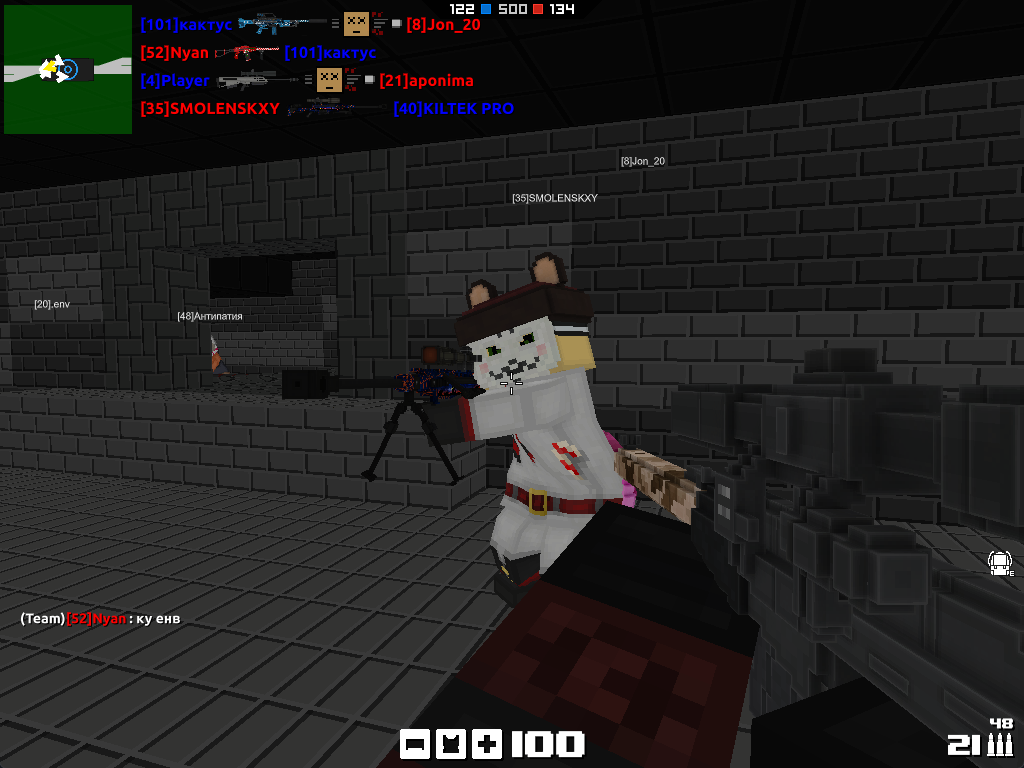 122 500 134
[101]кактус [8]Jon_20
[52]Nyan [101]кактус
[4]Player [21]aponima
[35]SMOLENSKXY [40]KILTEK PRO
[8]Jon_20
[35]SMOLENSKXY
[20].env
[48]Антипатия
E
(Team)[52]Nyan : ку енв
100
48
21